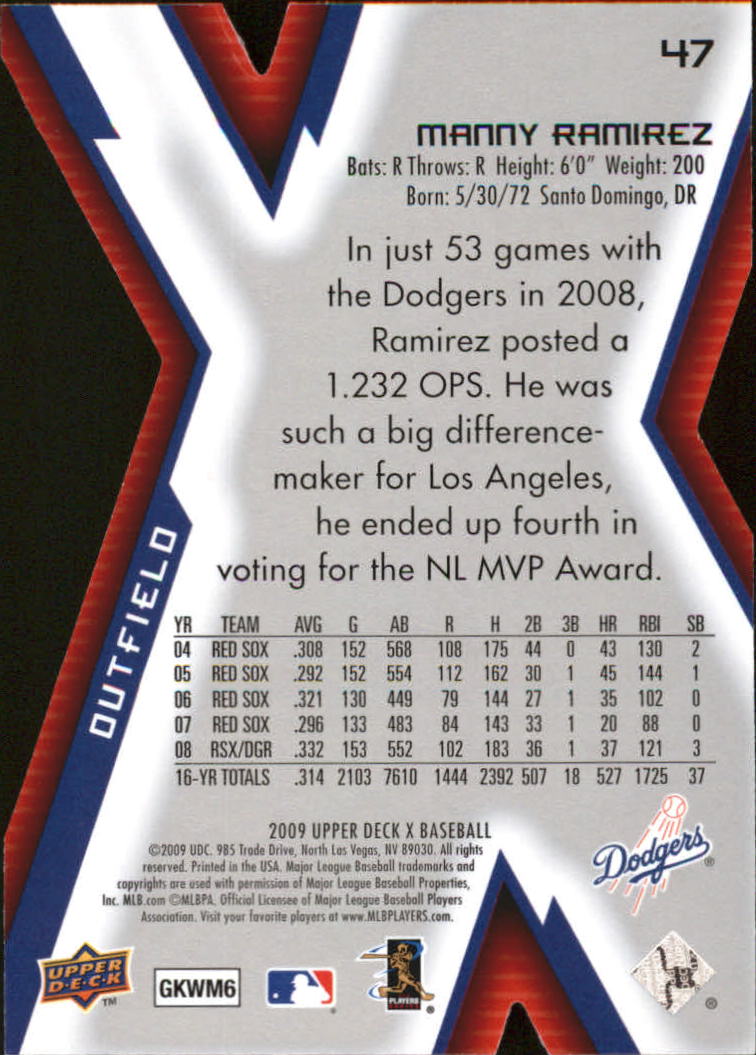 47
MANNY RAMIREZ
Bats: R Throws: R Height: 6'0" Weight: 200
Born: 5/30/72 Santo Domingo, DR
In just 53 games with
the Dodgers in 2008,
Ramirez posted a
1.232 OPS. He was
such a big difference-
maker for Los Angeles,
he ended up fourth in
voting for the NL MVP Award.
OUTFIELD
YR TEAM AVG G AB R H 2B 3B HR RBI SB
04 RED SOX .308 152 568 108 175 44 0 43 130 2
05 RED SOX .292 152 554 112 162 30 1 45 144 1
06 RED SOX .321 130 449 79 144 27 1 35 102 0
07 RED SOX .296 133 483 84 143 33 1 20 88 0
08 RSX/DGR .332 153 552 102 183 36 1 37 121 3
16-YR TOTALS .314 2103 7610 1444 2392 507 18 527 1725 37
2009 UPPER DECK X BASEBALL
©2009 UDC. 985 Trade Drive, North Las Vegas, NV 89030. All rights
reserved. Printed in the USA. Major League Baseball trademarks and
copyrights are used with permission of Major League Baseball Properties,
Inc. MLB.com ©MLBPA. Official Licensee of Major League Baseball Players
Association. Visit your favorite players at www.MLBPLAYERS.com.
Dodgers®
UPPER
D·E·C·K
™
GKWM6
®
PLAYERS
®
®